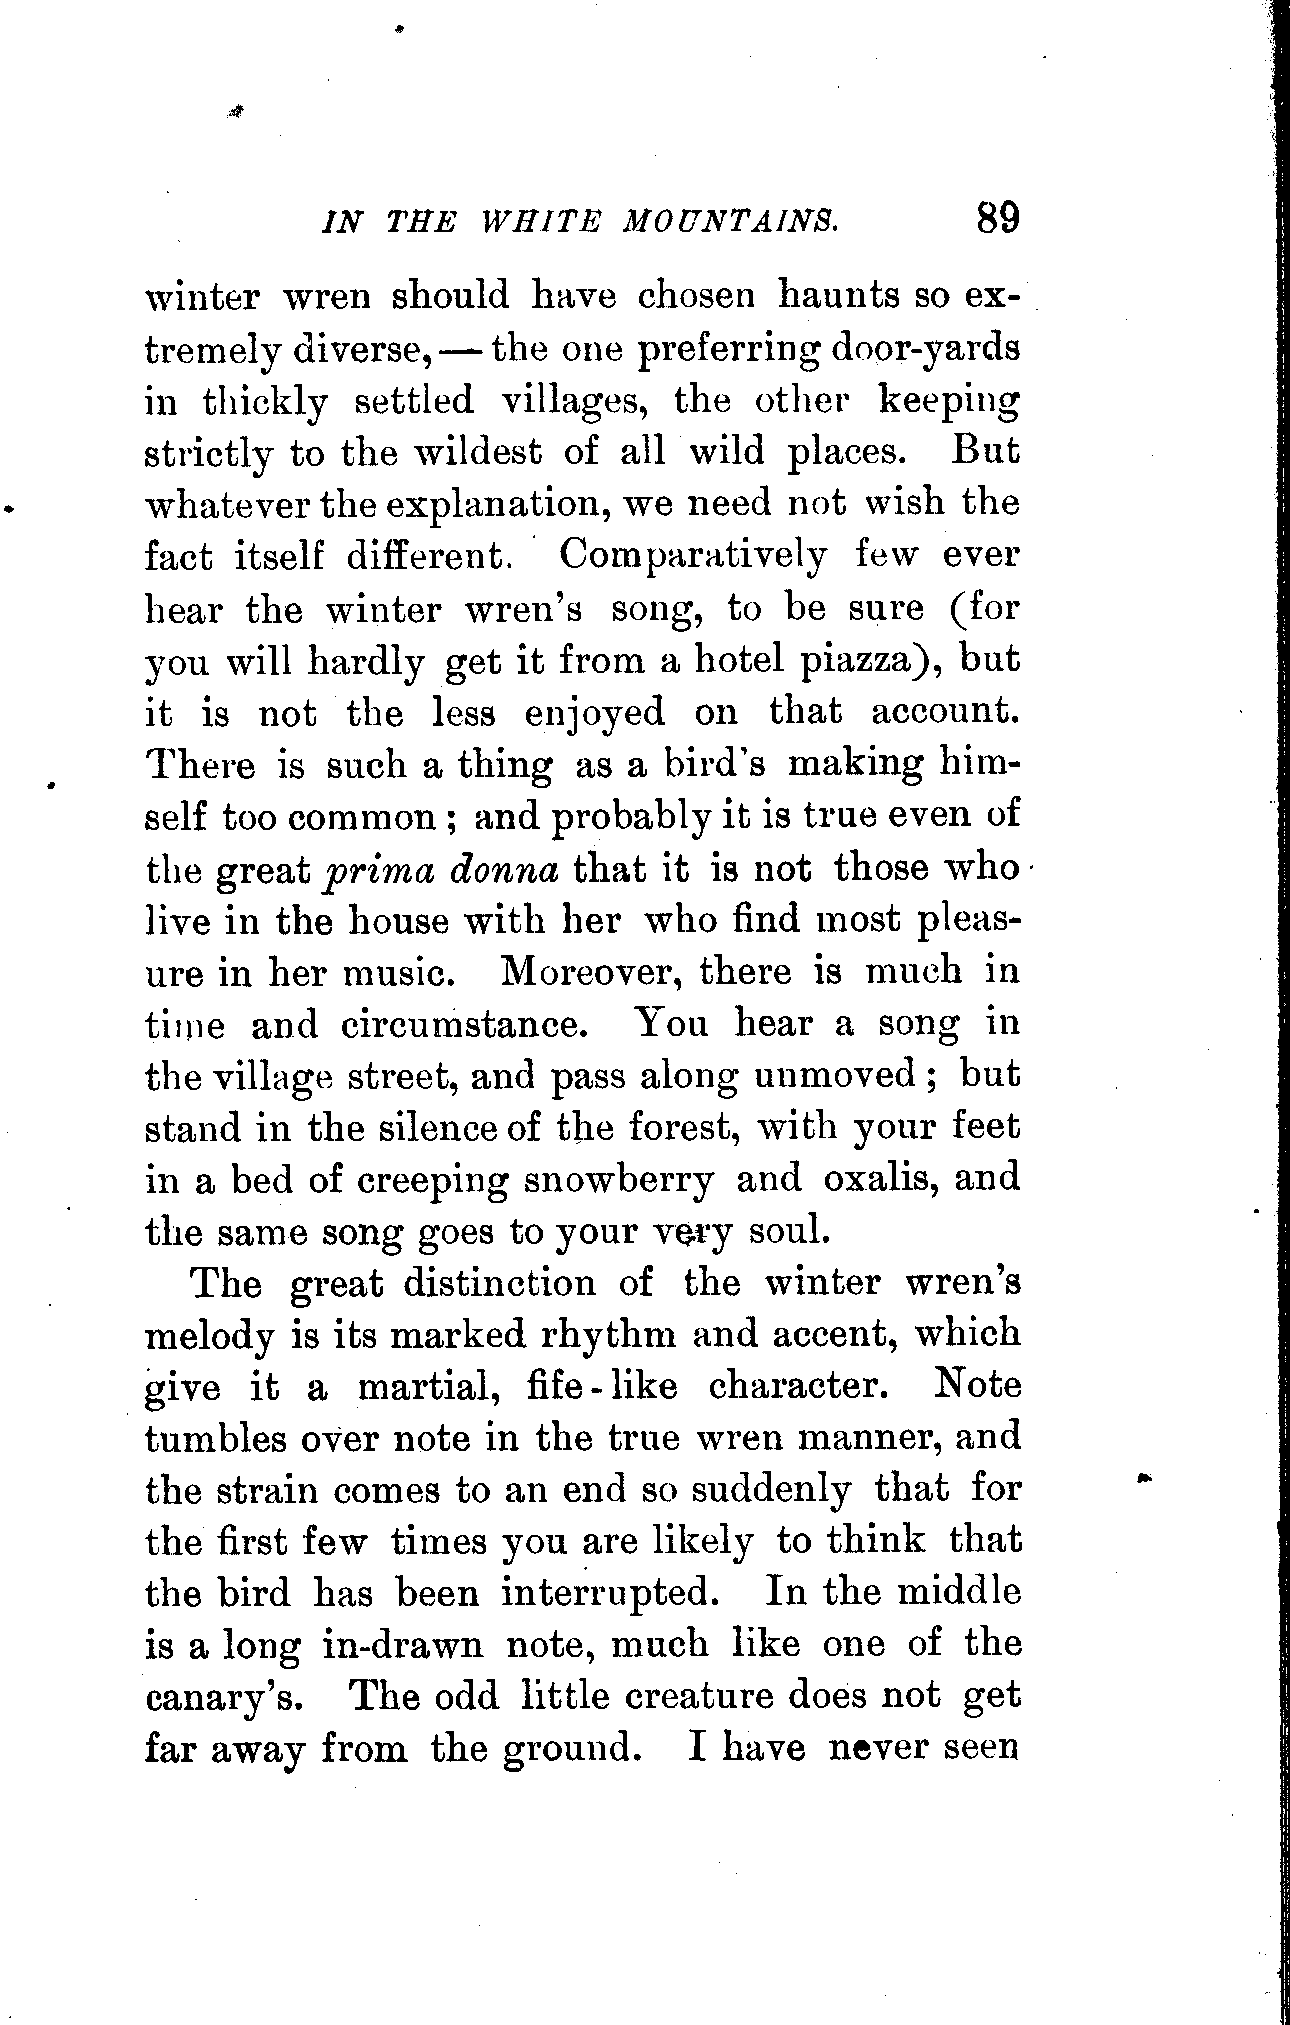 IN THE WHITE MOUNTAINS. 89
winter wren should have chosen haunts so ex-
tremely diverse,—the one preferring door-yards
in thickly settled villages, the other keeping
strictly to the wildest of all wild places. But
whatever the explanation, we need not wish the
fact itself different. Comparatively few ever
hear the winter wren's song, to be sure (for
you will hardly get it from a hotel piazza), but
it is not the less enjoyed on that account.
There is such a thing as a bird's making him-
self too common; and probably it is true even of
the great prima donna that it is not those who
live in the house with her who find most pleas-
ure in her music. Moreover, there is much in
time and circumstance. You hear a song in
the village street, and pass along unmoved; but
stand in the silence of the forest, with your feet
in a bed of creeping snowberry and oxalis, and
the same song goes to your very soul.
The great distinction of the winter wren's
melody is its marked rhythm and accent, which
give it a martial, fife-like character. Note
tumbles over note in the true wren manner, and
the strain comes to an end so suddenly that for
the first few times you are likely to think that
the bird has been interrupted. In the middle
is a long in-drawn note, much like one of the
canary's. The odd little creature does not get
far away from the ground. I have never seen